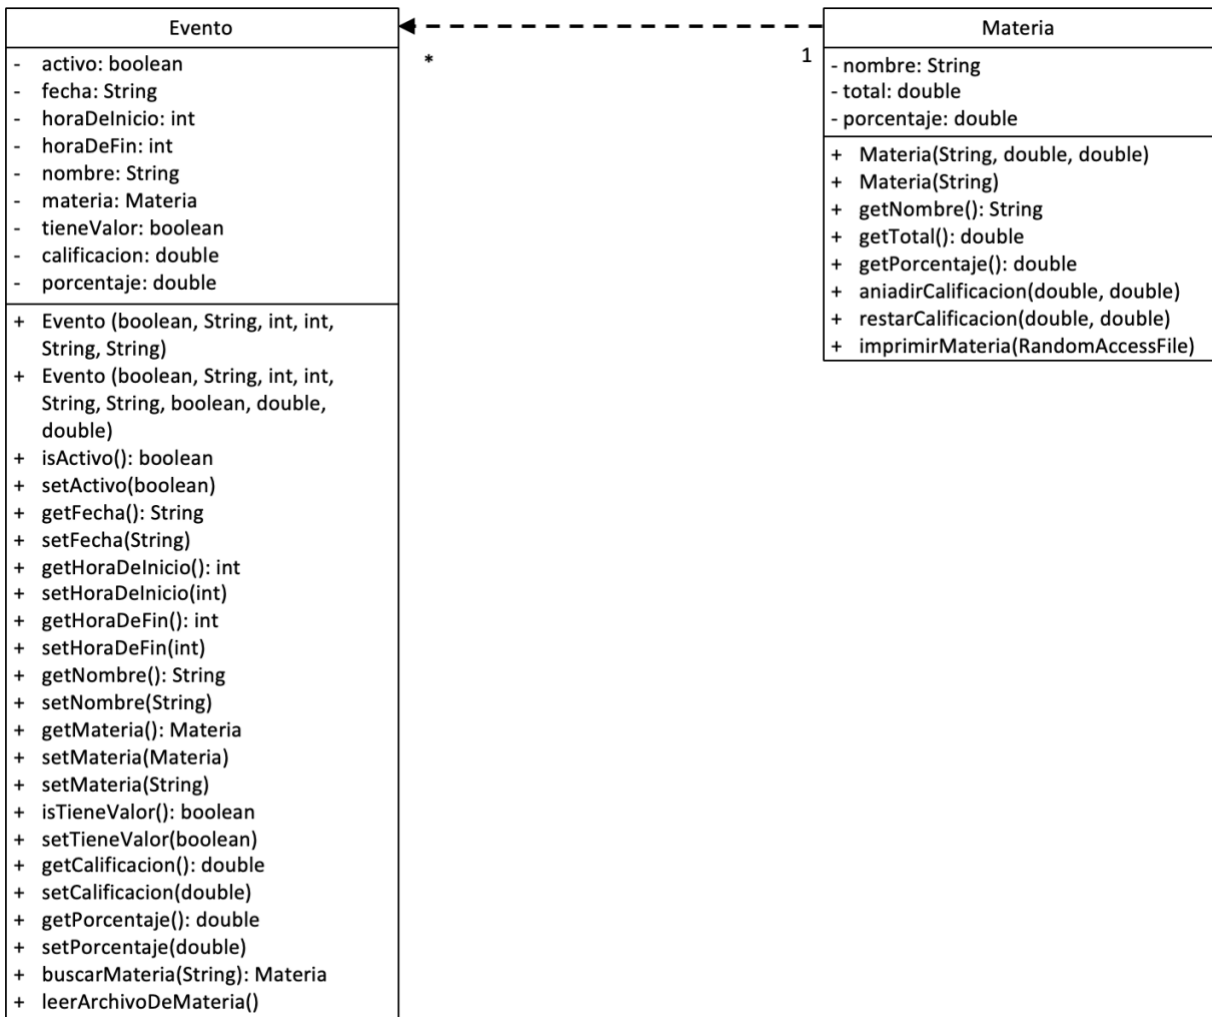 Evento
- activo: boolean
- fecha: String
- horaDeInicio: int
- horaDeFin: int
- nombre: String
- materia: Materia
- tieneValor: boolean
- calificacion: double
- porcentaje: double
+ Evento (boolean, String, int, int,
String, String)
+ Evento (boolean, String, int, int,
String, String, boolean, double,
double)
+ isActivo(): boolean
+ setActivo(boolean)
+ getFecha(): String
+ setFecha(String)
+ getHoraDeInicio(): int
+ setHoraDeInicio(int)
+ getHoraDeFin(): int
+ setHoraDeFin(int)
+ getNombre(): String
+ setNombre(String)
+ getMateria(): Materia
+ setMateria(Materia)
+ setMateria(String)
+ isTieneValor(): boolean
+ setTieneValor(boolean)
+ getCalificacion(): double
+ setCalificacion(double)
+ getPorcentaje(): double
+ setPorcentaje(double)
+ buscarMateria(String): Materia
+ leerArchivoDeMateria()
*
1
Materia
- nombre: String
- total: double
- porcentaje: double
+ Materia(String, double, double)
+ Materia(String)
+ getNombre(): String
+ getTotal(): double
+ getPorcentaje(): double
+ aniadirCalificacion(double, double)
+ restarCalificacion(double, double)
+ imprimirMateria(RandomAccessFile)